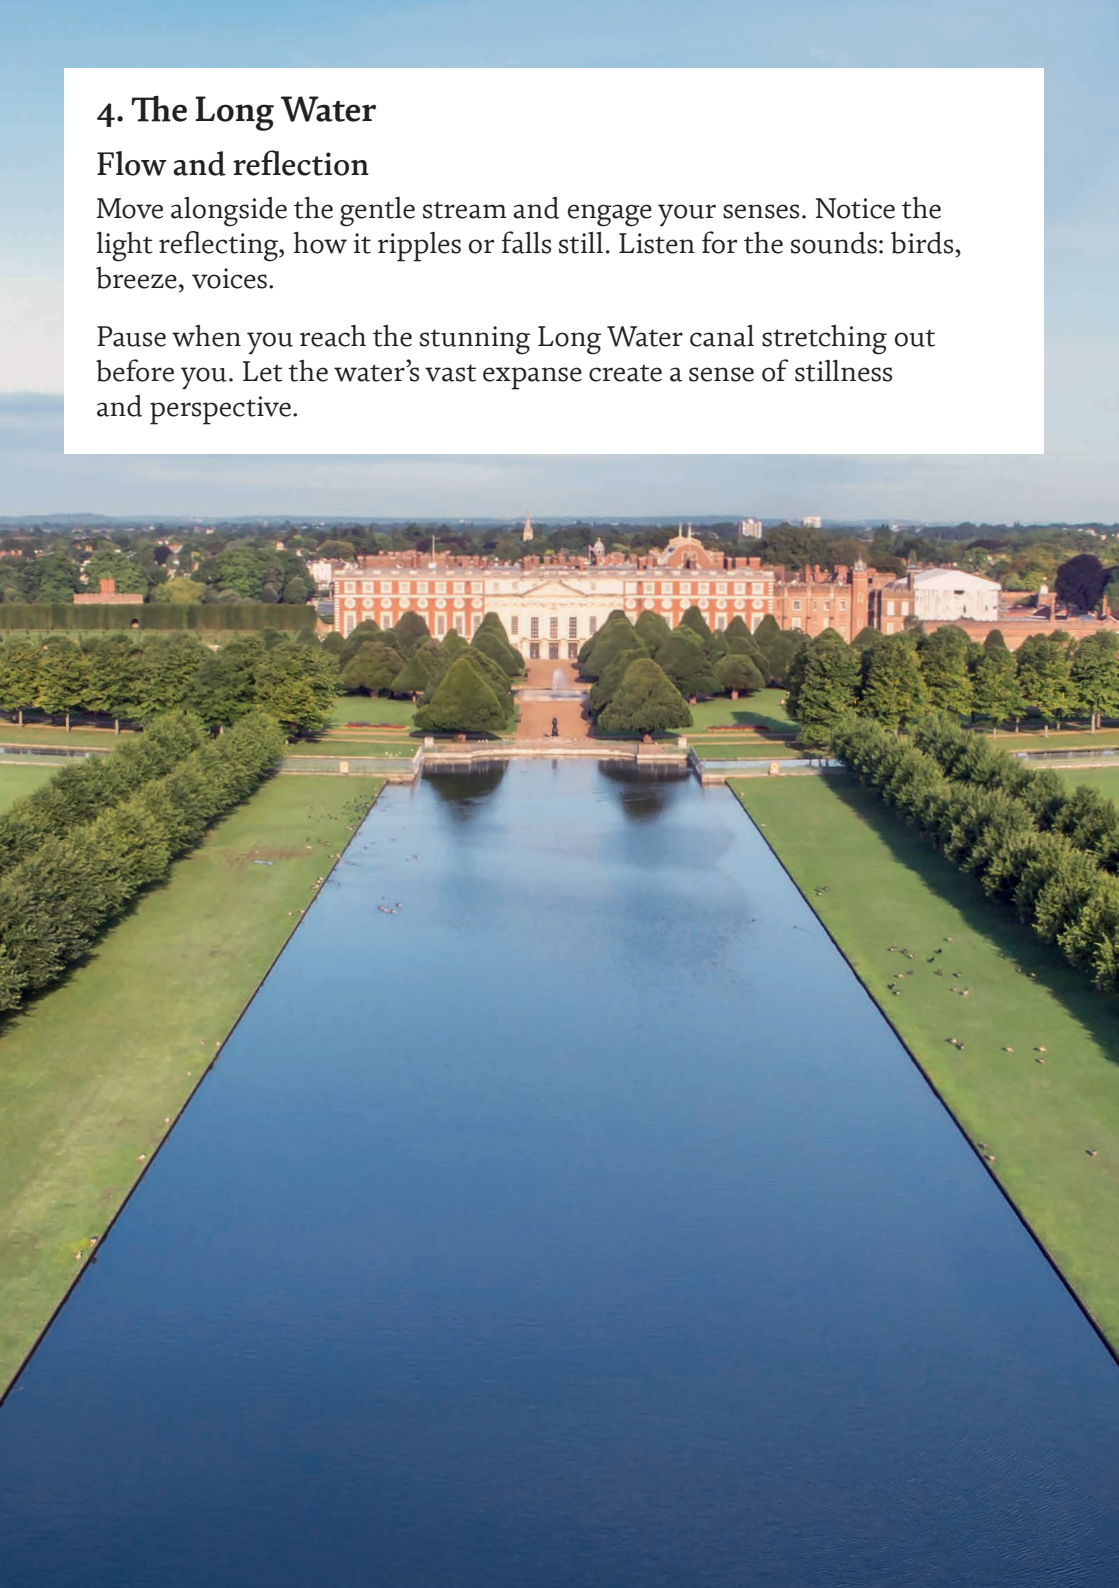 4. The Long Water
Flow and reflection
Move alongside the gentle stream and engage your senses. Notice the
light reflecting, how it ripples or falls still. Listen for the sounds: birds,
breeze, voices.
Pause when you reach the stunning Long Water canal stretching out
before you. Let the water’s vast expanse create a sense of stillness
and perspective.